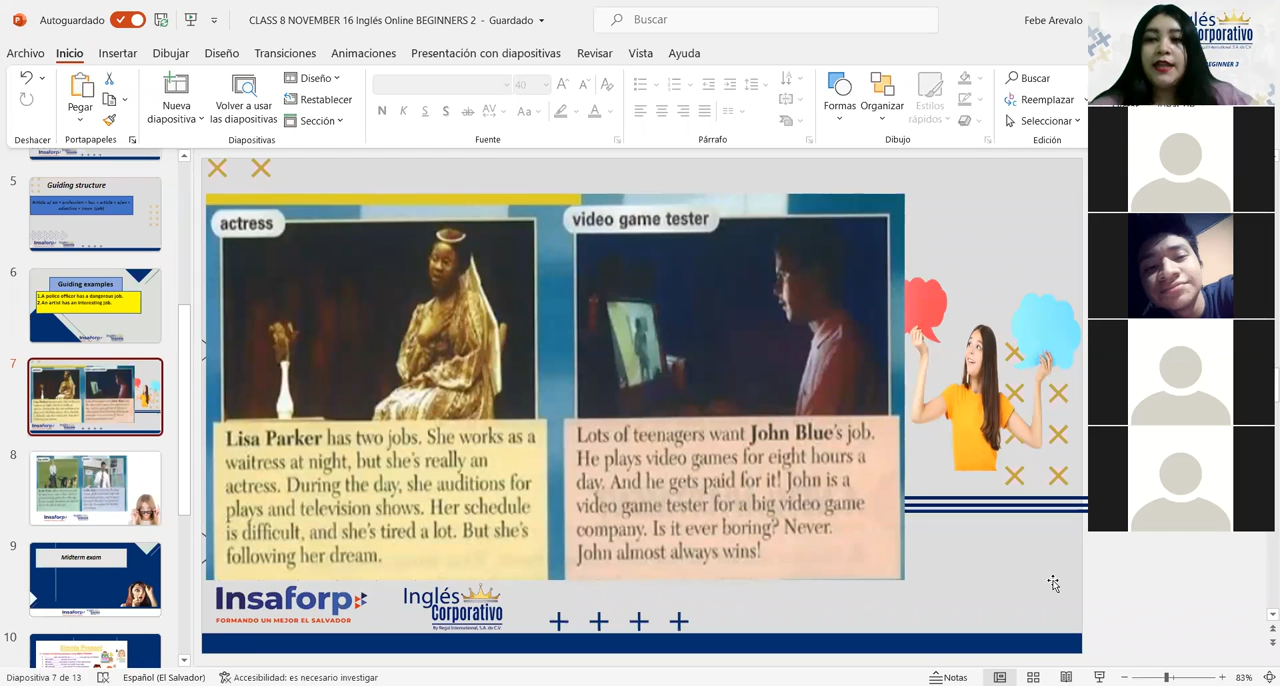 Autoguardado
CLASS 8 NOVEMBER 16 Inglés Online BEGINNERS 2 - Guardado
Buscar
Febe Arevalo
Archivo Inicio Insertar Dibujar Diseño Transiciones Animaciones Presentación con diapositivas Revisar Vista Ayuda
Pegar
Nueva diapositiva
Volver a usar las diapositivas
Diseño
Restablecer
Sección
40
Formas
Organizar
Estilos rápidos
Buscar
Reemplazar
Seleccionar
Deshacer Portapapeles Diapositivas Fuente Párrafo Dibujo Edición
5
Guiding structure
6
Guiding examples
1.A police officer has a dangerous job.
2.An artist has an interesting job.
7
8
9
Midterm exam
10
Simple Present
actress
Lisa Parker has two jobs. She works as a
waitress at night, but she's really an
actress. During the day, she auditions for
plays and television shows. Her schedule
is difficult, and she's tired a lot. But she's
following her dream.
video game tester
Lots of teenagers want John Blue's job.
He plays video games for eight hours a
day. And he gets paid for it! John is a
video game tester for a big video game
company. Is it ever boring? Never.
John almost always wins!
Insaforp
FORMANDO UN MEJOR EL SALVADOR
Inglés
Corporativo
Diapositiva 7 de 13
Español (El Salvador)
Accesibilidad: es necesario investigar
Notas
83%